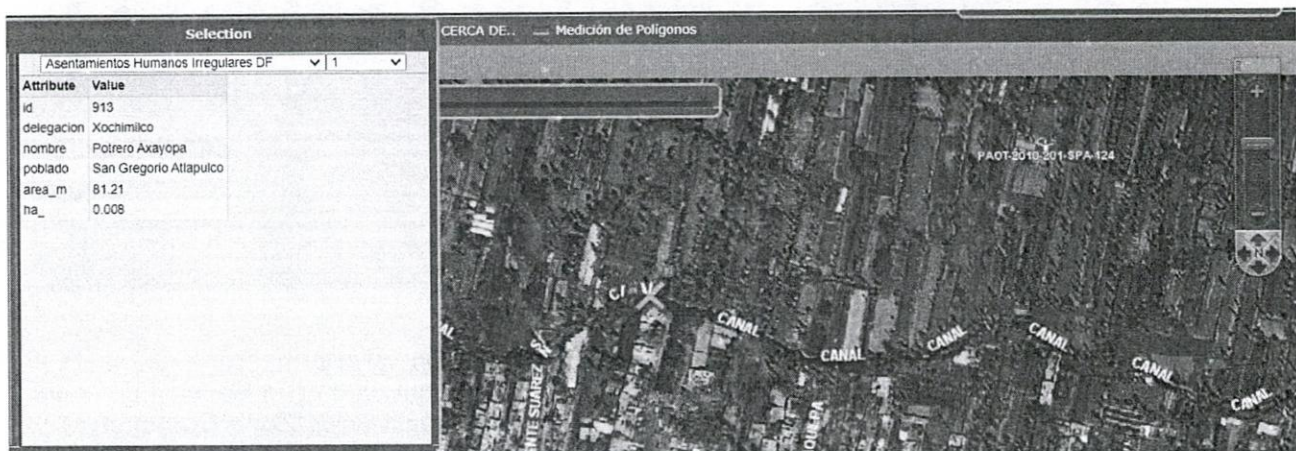 Selection
Asentamientos Humanos Irregulares DF 1
Attribute Value
id 913
delegacion Xochimilco
nombre Potrero Axayopa
poblado San Gregorio Atlapulco
area_m 81.21
ha_ 0.008
CERCA DE.. Medición de Polígonos
PAOT-2010-201-SPA-124
CANAL
CANAL
CANAL
CANAL
CANAL
CANAL
NTE SUAREZ
N